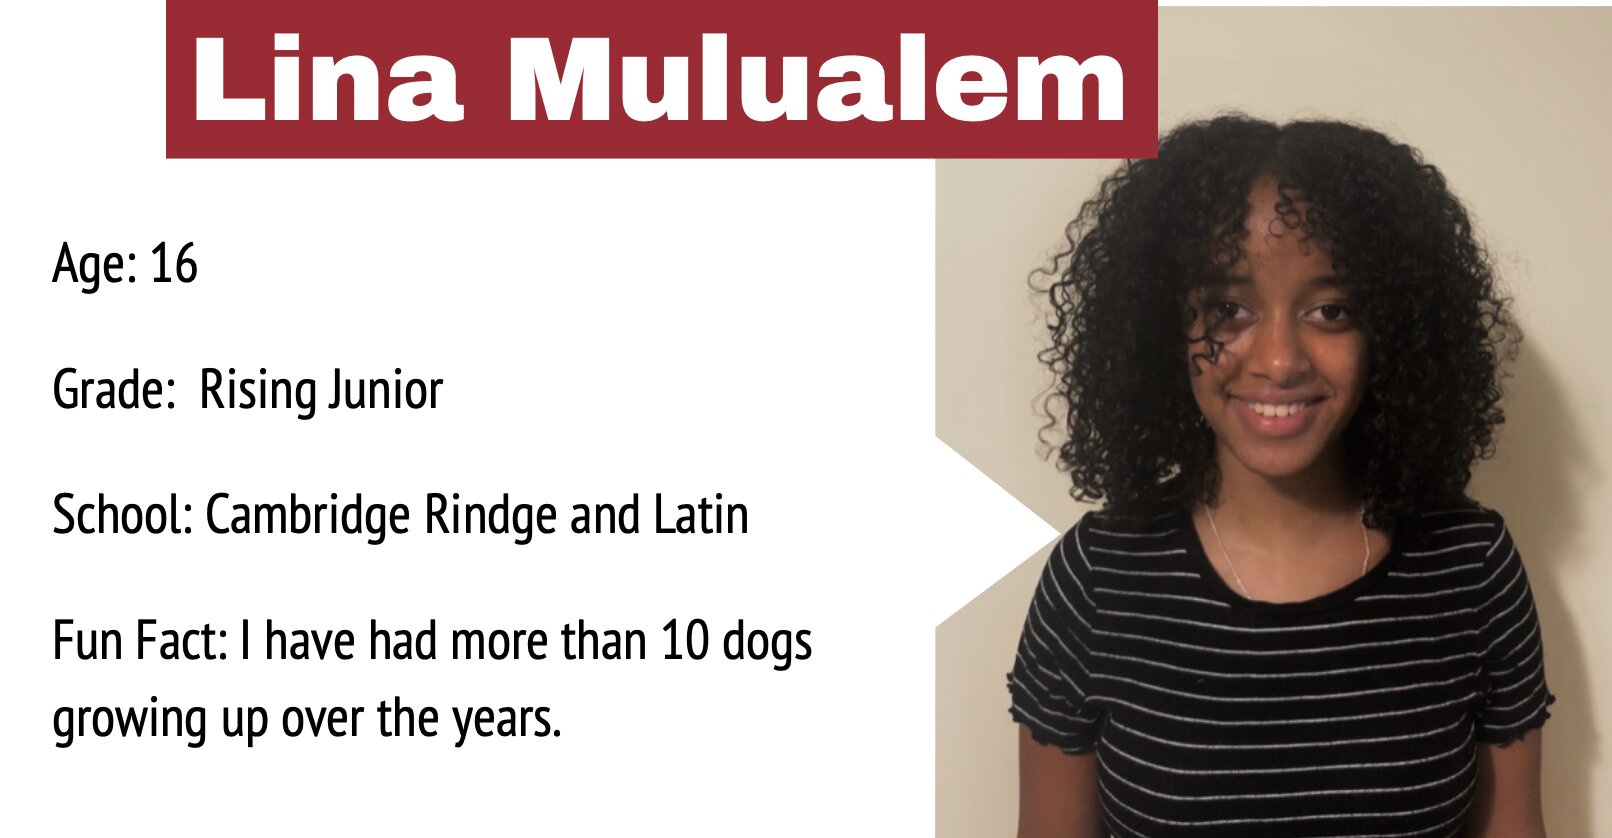 Lina Mulualem
Age: 16
Grade: Rising Junior
School: Cambridge Rindge and Latin
Fun Fact: I have had more than 10 dogs
growing up over the years.